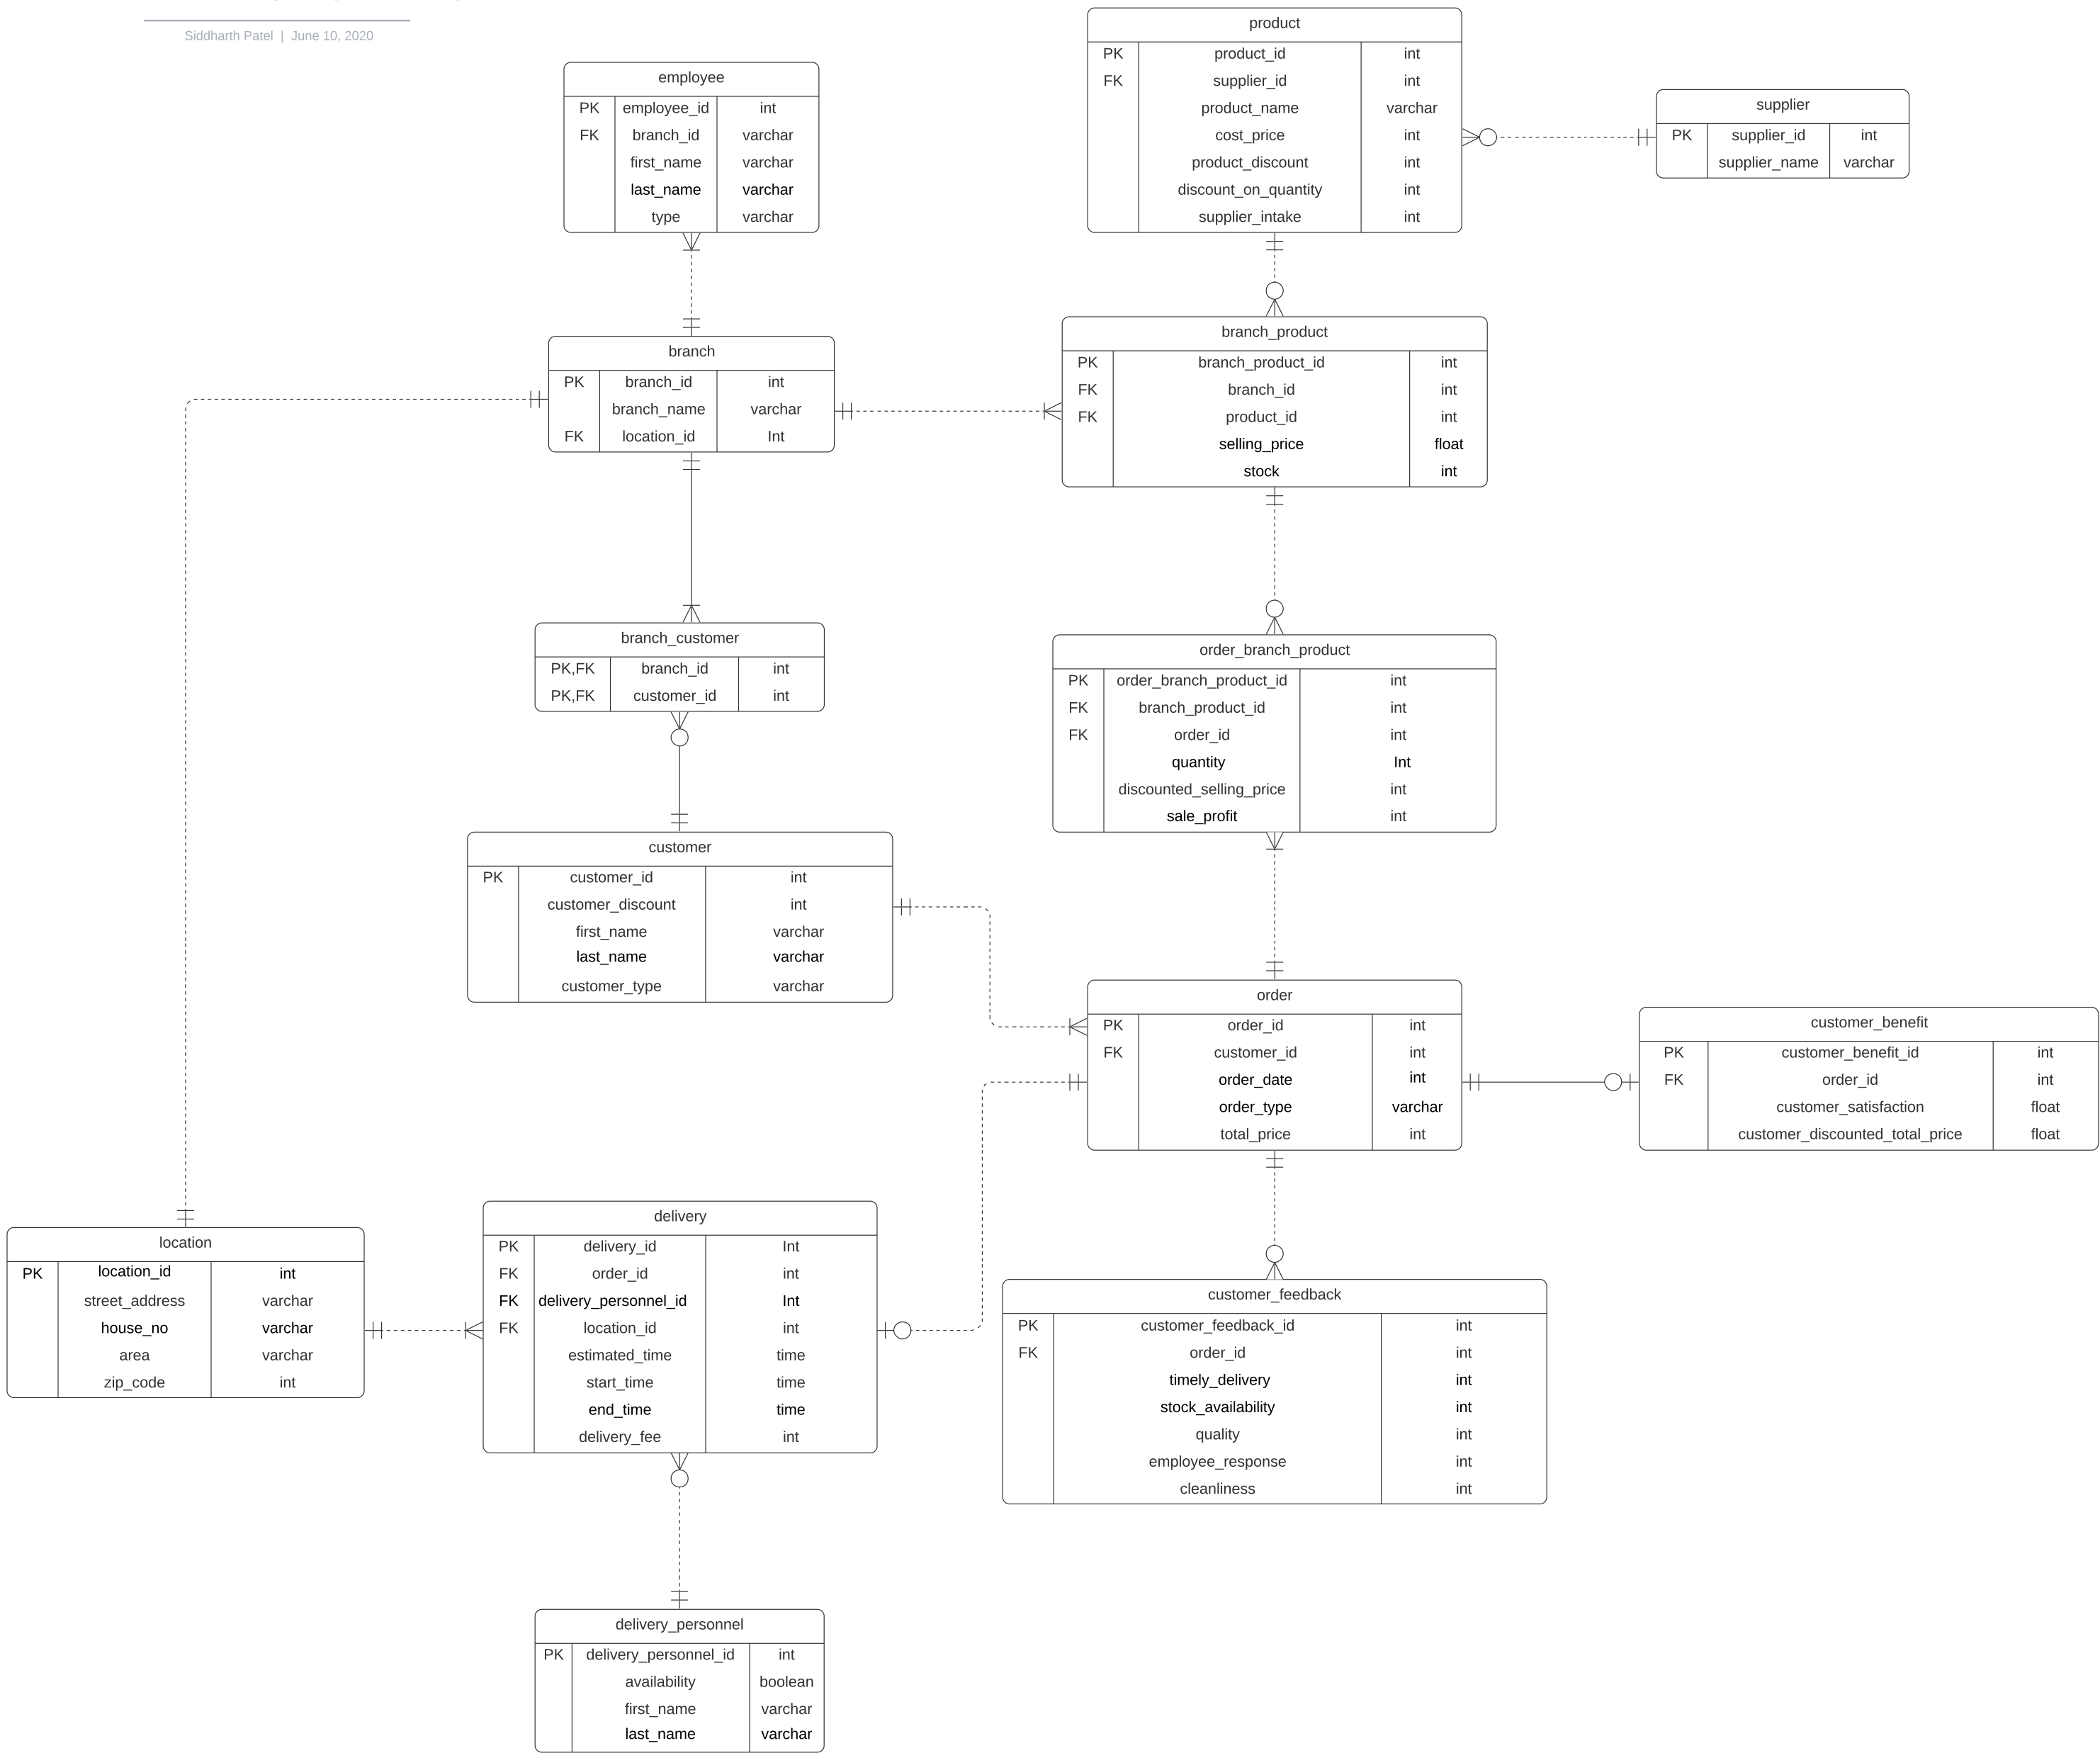 Siddharth Patel | June 10, 2020
product
PK product_id int
FK supplier_id int
product_name varchar
cost_price int
product_discount int
discount_on_quantity int
supplier_intake int
employee
PK employee_id int
FK branch_id varchar
first_name varchar
last_name varchar
type varchar
supplier
PK supplier_id int
supplier_name varchar
branch
PK branch_id int
branch_name varchar
FK location_id Int
branch_product
PK branch_product_id int
FK branch_id int
FK product_id int
selling_price float
stock int
branch_customer
PK,FK branch_id int
PK,FK customer_id int
order_branch_product
PK order_branch_product_id int
FK branch_product_id int
FK order_id int
quantity Int
discounted_selling_price int
sale_profit int
customer
PK customer_id int
customer_discount int
first_name varchar
last_name varchar
customer_type varchar
order
PK order_id int
FK customer_id int
order_date int
order_type varchar
total_price int
customer_benefit
PK customer_benefit_id int
FK order_id int
customer_satisfaction float
customer_discounted_total_price float
location
PK location_id int
street_address varchar
house_no varchar
area varchar
zip_code int
delivery
PK delivery_id Int
FK order_id int
FK delivery_personnel_id Int
FK location_id int
estimated_time time
start_time time
end_time time
delivery_fee int
customer_feedback
PK customer_feedback_id int
FK order_id int
timely_delivery int
stock_availability int
quality int
employee_response int
cleanliness int
delivery_personnel
PK delivery_personnel_id int
availability boolean
first_name varchar
last_name varchar